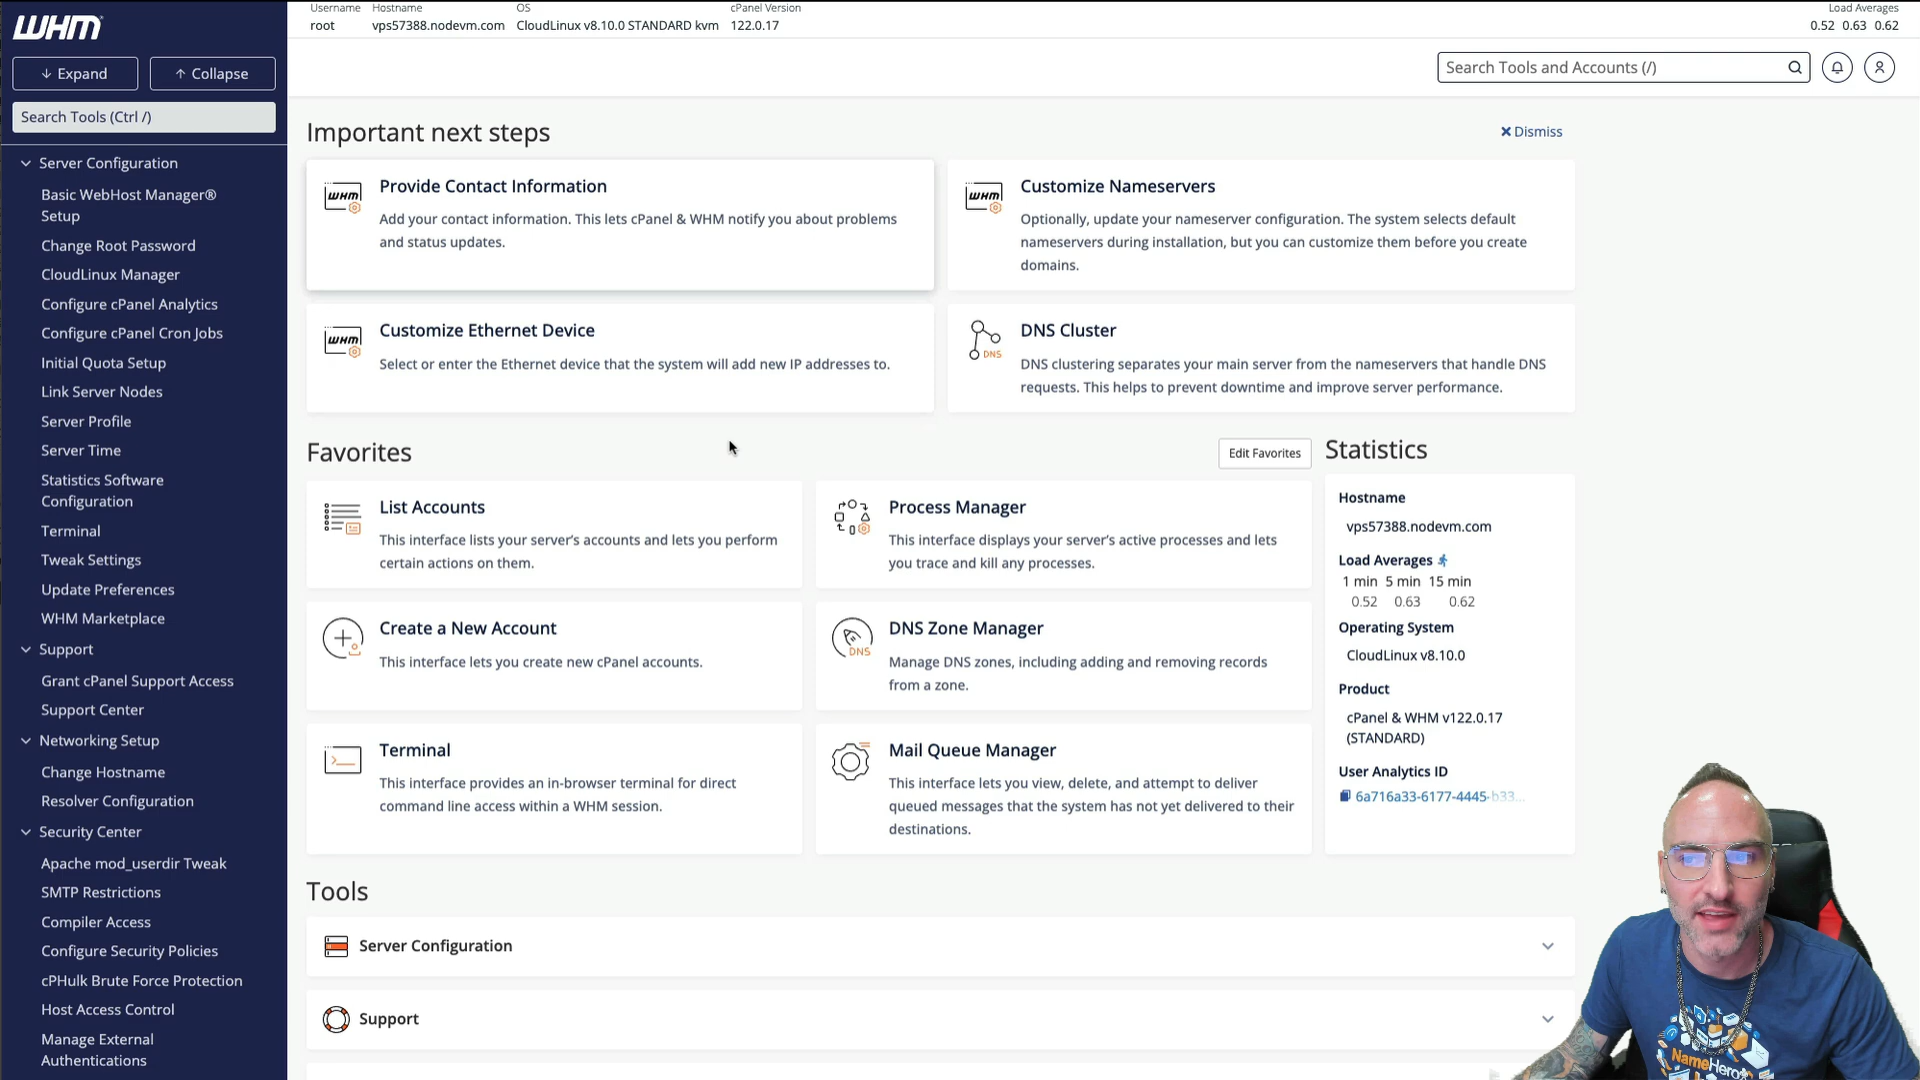 WHM
Username Hostname OS cPanel Version Load Averages
root vps57388.nodevm.com CloudLinux v8.10.0 STANDARD kvm 122.0.17 0.52 0.63 0.62
↓ Expand
↑ Collapse
Search Tools (Ctrl /)
Search Tools and Accounts (/)
Server Configuration
Basic WebHost Manager®
Setup
Change Root Password
CloudLinux Manager
Configure cPanel Analytics
Configure cPanel Cron Jobs
Initial Quota Setup
Link Server Nodes
Server Profile
Server Time
Statistics Software
Configuration
Terminal
Tweak Settings
Update Preferences
WHM Marketplace
Support
Grant cPanel Support Access
Support Center
Networking Setup
Change Hostname
Resolver Configuration
Security Center
Apache mod_userdir Tweak
SMTP Restrictions
Compiler Access
Configure Security Policies
cPHulk Brute Force Protection
Host Access Control
Manage External
Authentications
Important next steps
Dismiss
WHM
Provide Contact Information
Add your contact information. This lets cPanel & WHM notify you about problems
and status updates.
WHM
Customize Nameservers
Optionally, update your nameserver configuration. The system selects default
nameservers during installation, but you can customize them before you create
domains.
WHM
Customize Ethernet Device
Select or enter the Ethernet device that the system will add new IP addresses to.
DNS
DNS Cluster
DNS clustering separates your main server from the nameservers that handle DNS
requests. This helps to prevent downtime and improve server performance.
Favorites
Edit Favorites
List Accounts
This interface lists your server's accounts and lets you perform
certain actions on them.
Process Manager
This interface displays your server's active processes and lets
you trace and kill any processes.
Create a New Account
This interface lets you create new cPanel accounts.
DNS
DNS Zone Manager
Manage DNS zones, including adding and removing records
from a zone.
Terminal
This interface provides an in-browser terminal for direct
command line access within a WHM session.
Mail Queue Manager
This interface lets you view, delete, and attempt to deliver
queued messages that the system has not yet delivered to their
destinations.
Statistics
Hostname
vps57388.nodevm.com
Load Averages
1 min 5 min 15 min
0.52 0.63 0.62
Operating System
CloudLinux v8.10.0
Product
cPanel & WHM v122.0.17
(STANDARD)
User Analytics ID
6a716a33-6177-4445-b33...
Tools
Server Configuration
Support
NameHero